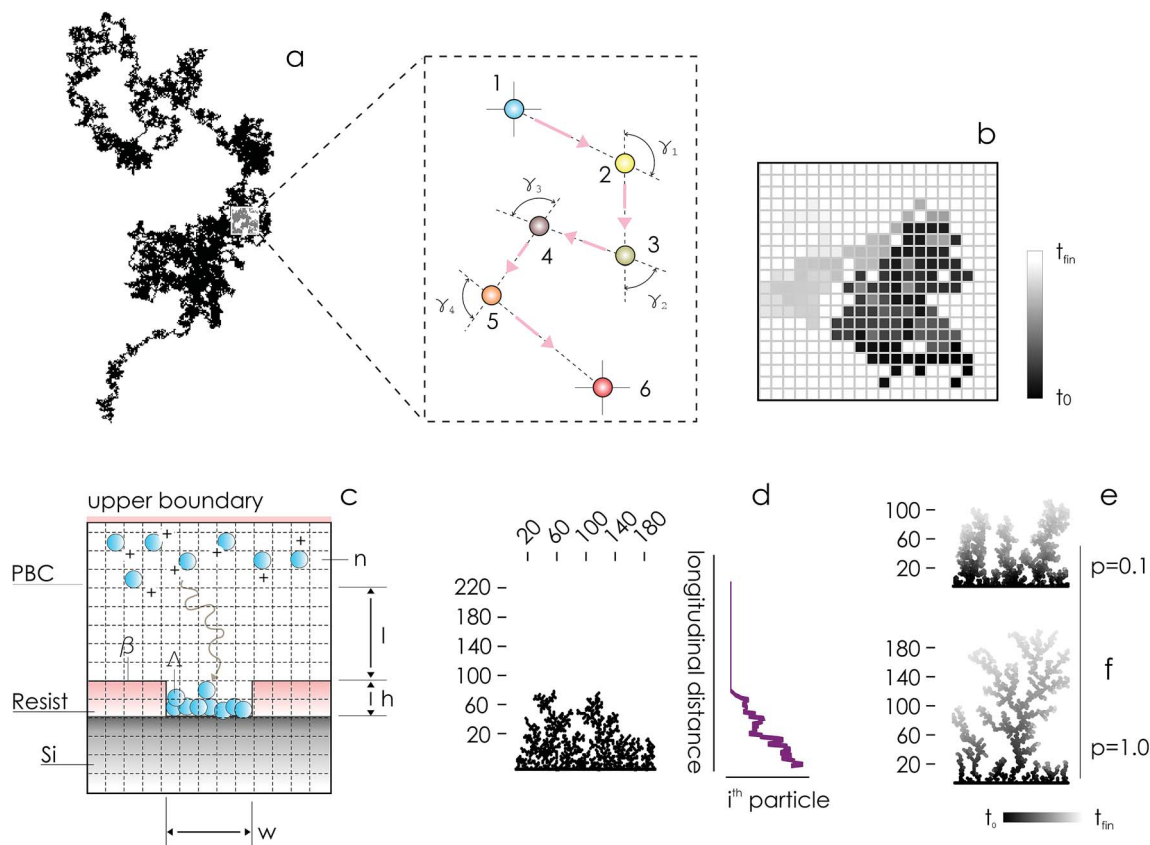 a
1
2
γ1
γ3
3
4
γ2
γ4
5
6
b
tfin
t0
c
upper boundary
+ + + + + + +
n
PBC
l
β
Λ
Resist
h
Si
w
d
20 60 100 140 180
220
180
140
100
60
20
longitudinal distance
ith particle
e
100
60
20
p=0.1
f
180
140
100
60
20
p=1.0
to tfin